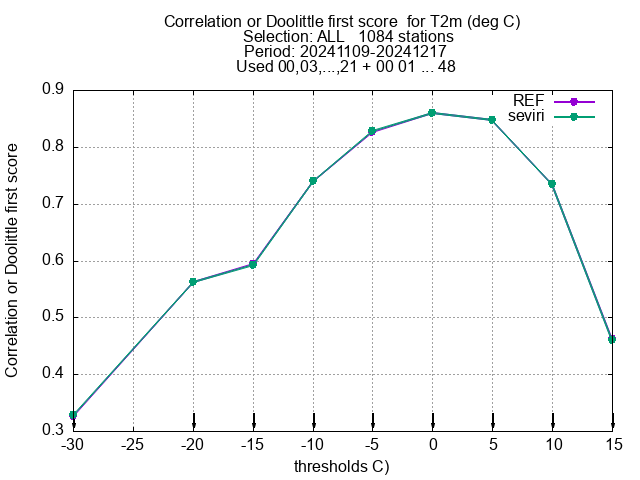 Correlation or Doolittle first score  for T2m (deg C)
Selection: ALL   1084 stations
Period: 20241109-20241217
Used 00,03,...,21 + 00 01 ... 48
REF
seviri
Correlation or Doolittle first score
0.9
0.8
0.7
0.6
0.5
0.4
0.3
-30 -25 -20 -15 -10 -5 0 5 10 15
thresholds C)